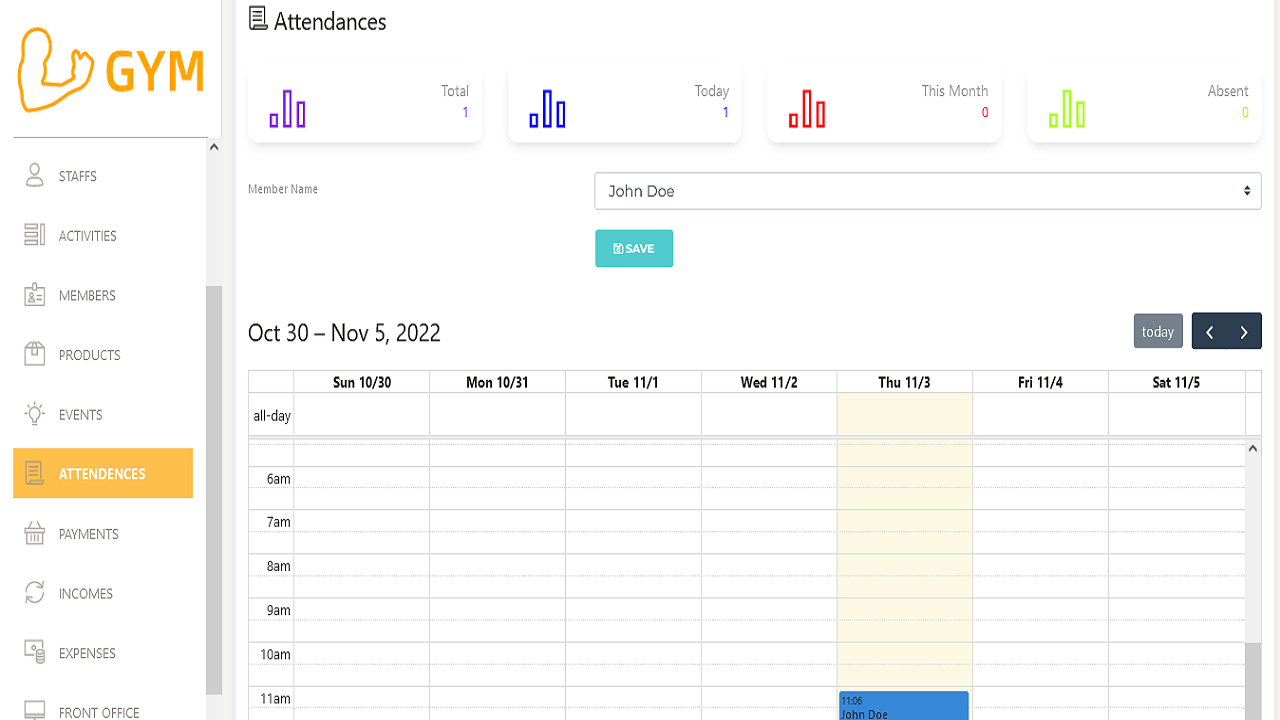 GYM
STAFFS
ACTIVITIES
MEMBERS
PRODUCTS
EVENTS
ATTENDENCES
PAYMENTS
INCOMES
EXPENSES
FRONT OFFICE
Attendances
Total
1
Today
1
This Month
0
Absent
0
Member Name
John Doe
SAVE
Oct 30 – Nov 5, 2022
today
Sun 10/30 Mon 10/31 Tue 11/1 Wed 11/2 Thu 11/3 Fri 11/4 Sat 11/5
all-day
6am
7am
8am
9am
10am
11am
11:06
John Doe